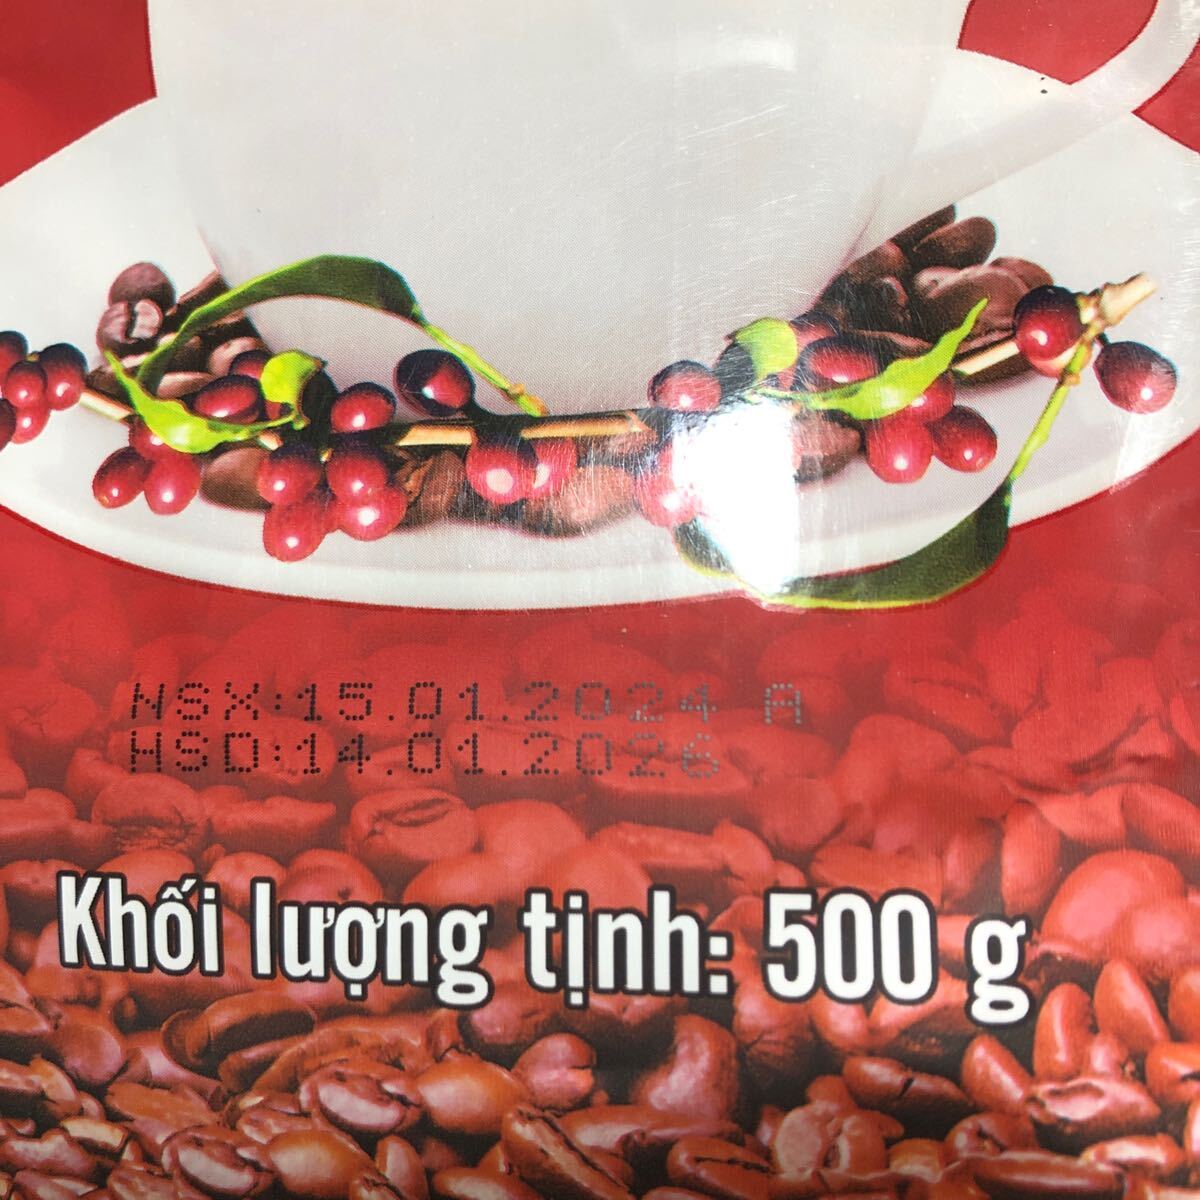 NSX:15.01.2024 A
HSD:14.01.2026
Khối lượng tịnh: 500 g